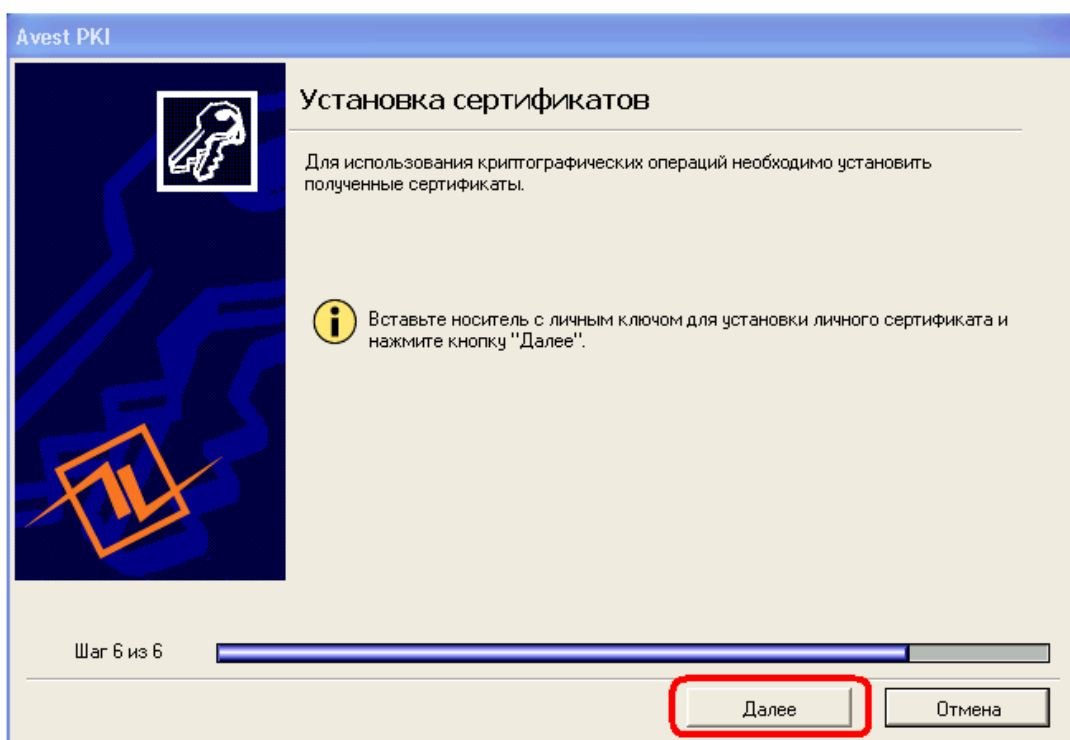 Avest PKI
Установка сертификатов
Для использования криптографических операций необходимо установить
полученные сертификаты.
Вставьте носитель с личным ключом для установки личного сертификата и
нажмите кнопку "Далее".
Шаг 6 из 6
Далее
Отмена